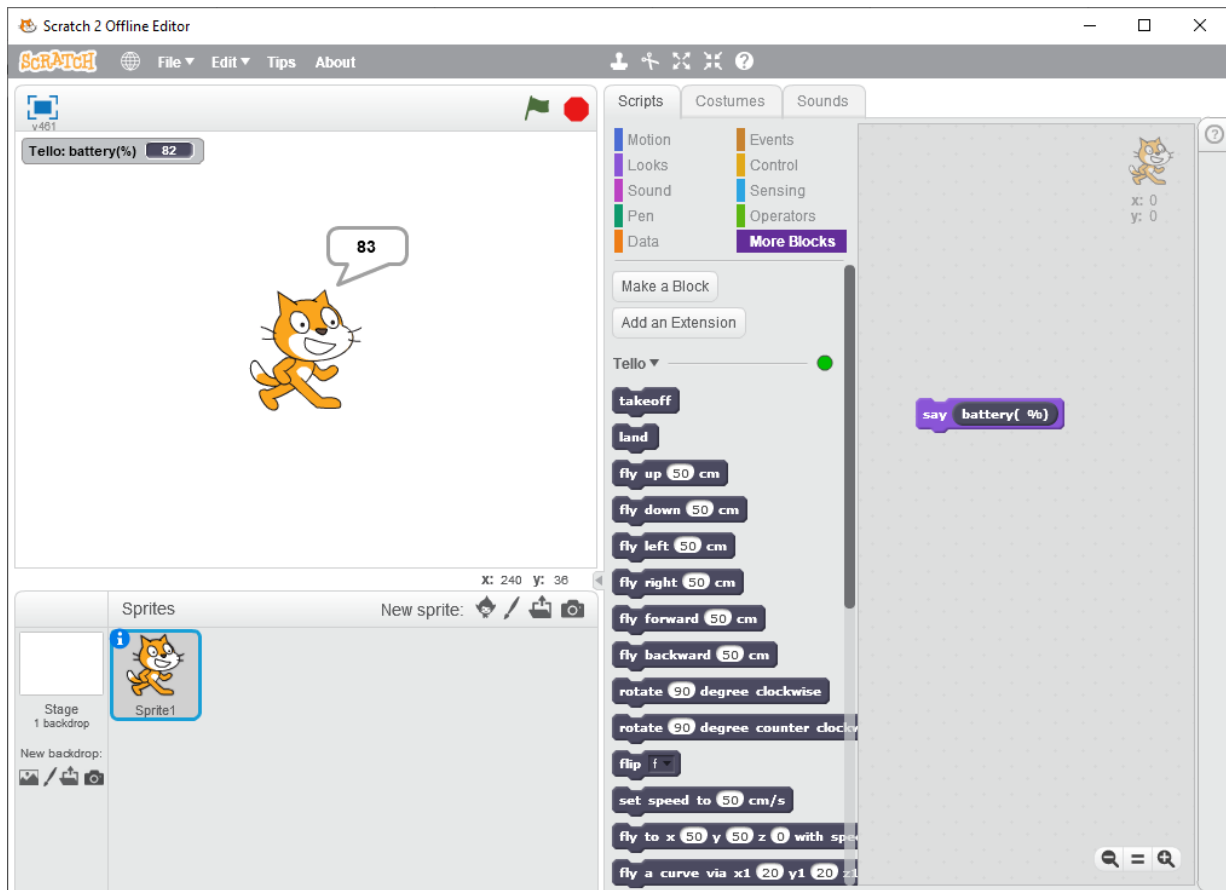 Scratch 2 Offline Editor
SCRATCH File Edit Tips About
v461
Tello: battery(%) 82
83
x: 240 y: 36
Sprites New sprite:
Stage
1 backdrop
New backdrop:
Sprite1
Scripts Costumes Sounds
Motion Events
Looks Control
Sound Sensing
Pen Operators
Data More Blocks
Make a Block
Add an Extension
Tello
takeoff
land
fly up 50 cm
fly down 50 cm
fly left 50 cm
fly right 50 cm
fly forward 50 cm
fly backward 50 cm
rotate 90 degree clockwise
rotate 90 degree counter clockw
flip f
set speed to 50 cm/s
fly to x 50 y 50 z 0 with spee
fly a curve via x1 20 y1 20 z1
x: 0
y: 0
say battery( %)